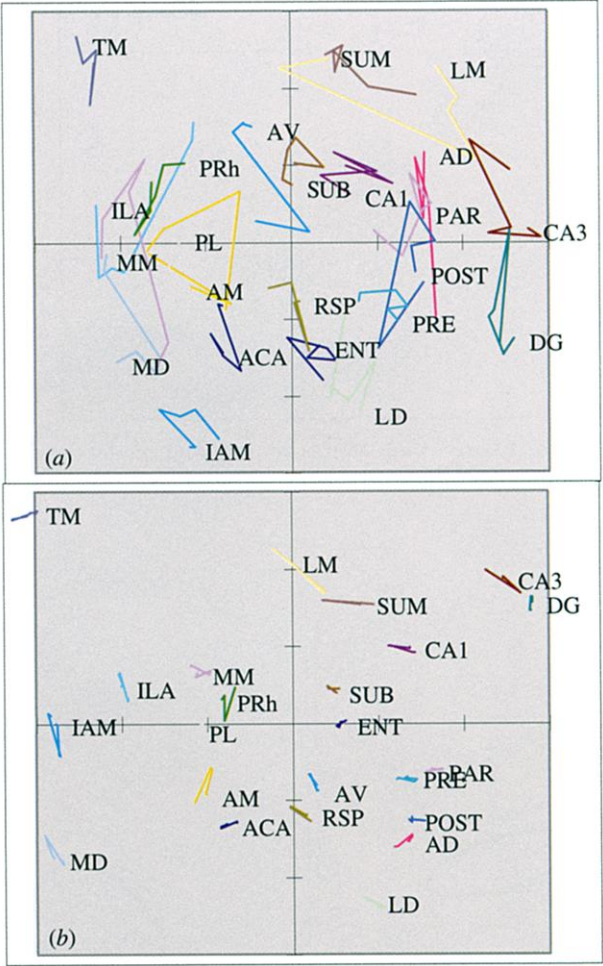 TM
SUM
LM
AV
AD
PRh
SUB
CA1
ILA
PAR
CA3
PL
MM
POST
AM
RSP
PRE
ENT
DG
ACA
MD
LD
IAM
(a)
TM
LM
CA3
SUM
DG
CA1
MM
ILA
SUB
PRh
IAM
PL
ENT
PAR
PRE
AV
AM
RSP
POST
ACA
AD
MD
LD
(b)